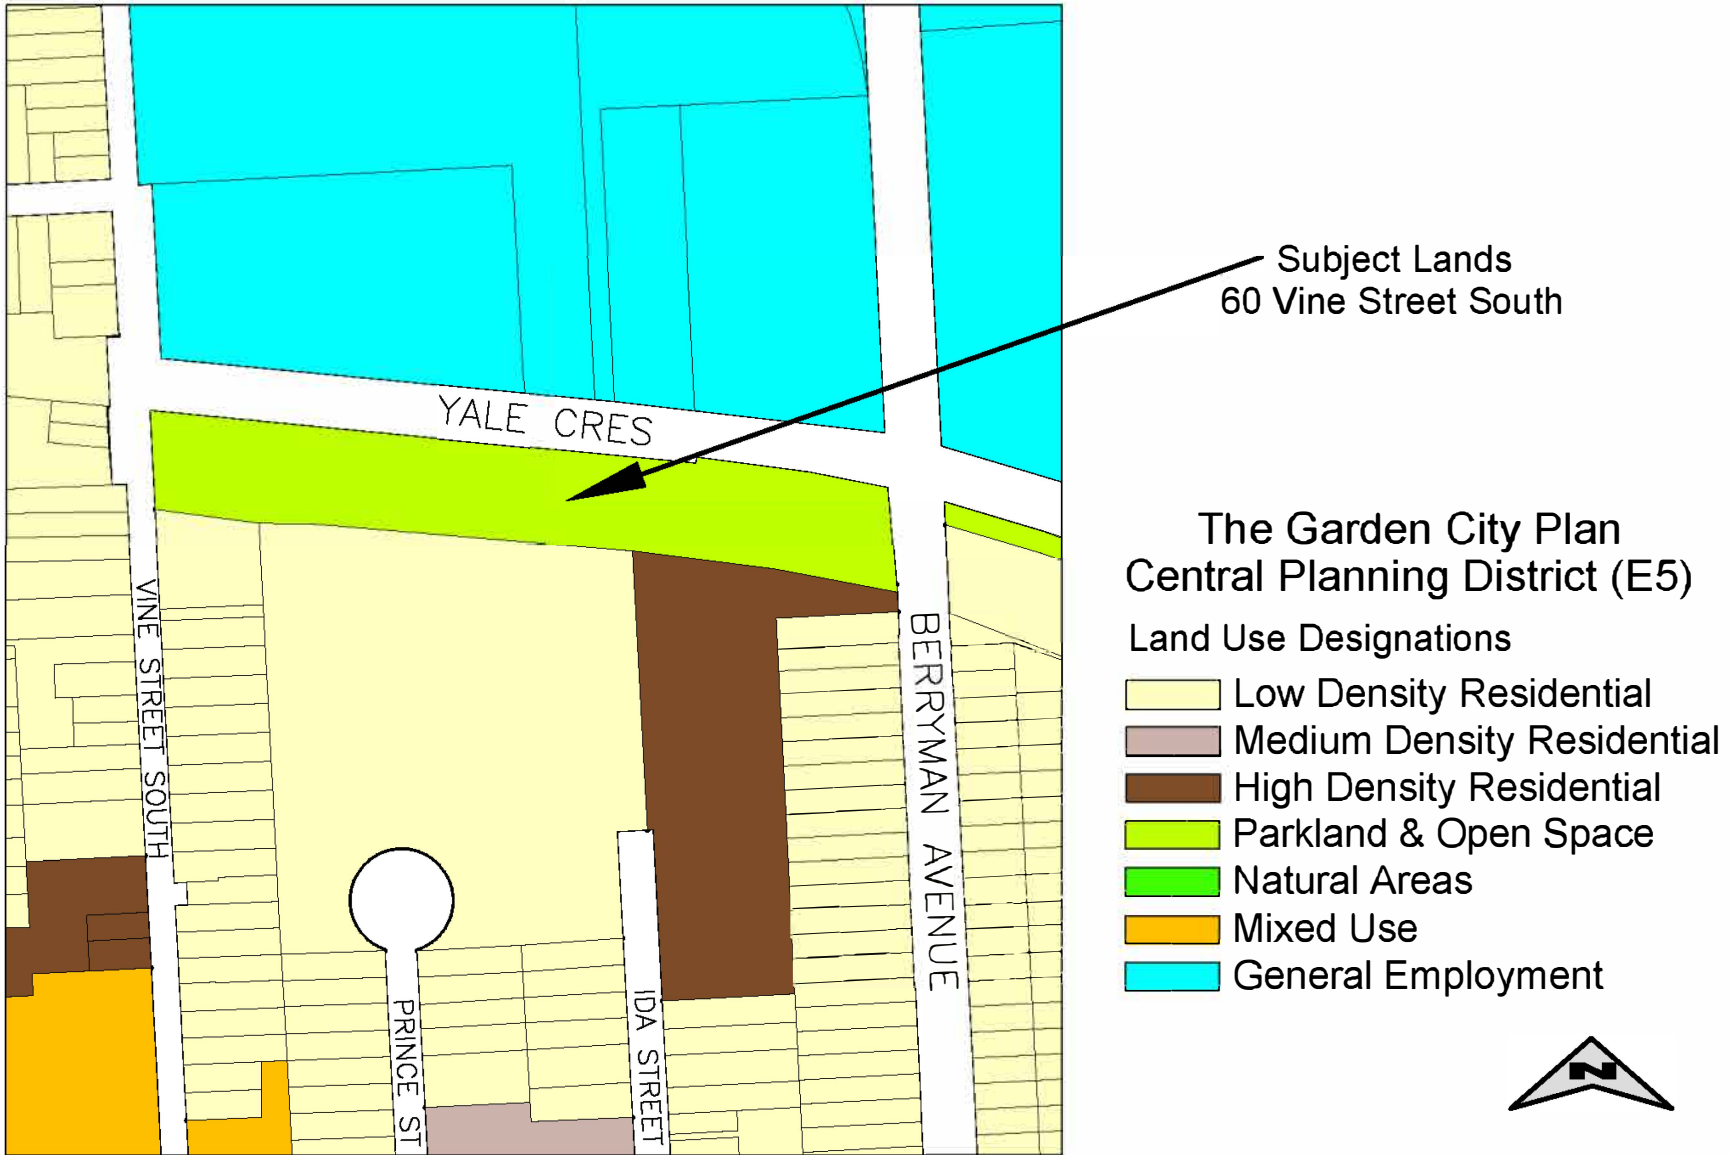 Subject Lands
60 Vine Street South
YALE CRES
The Garden City Plan
Central Planning District (E5)
Land Use Designations
Low Density Residential
Medium Density Residential
High Density Residential
Parkland & Open Space
Natural Areas
Mixed Use
General Employment
VINE STREET SOUTH
BERRYMAN AVENUE
PRINCE ST
IDA STREET
N